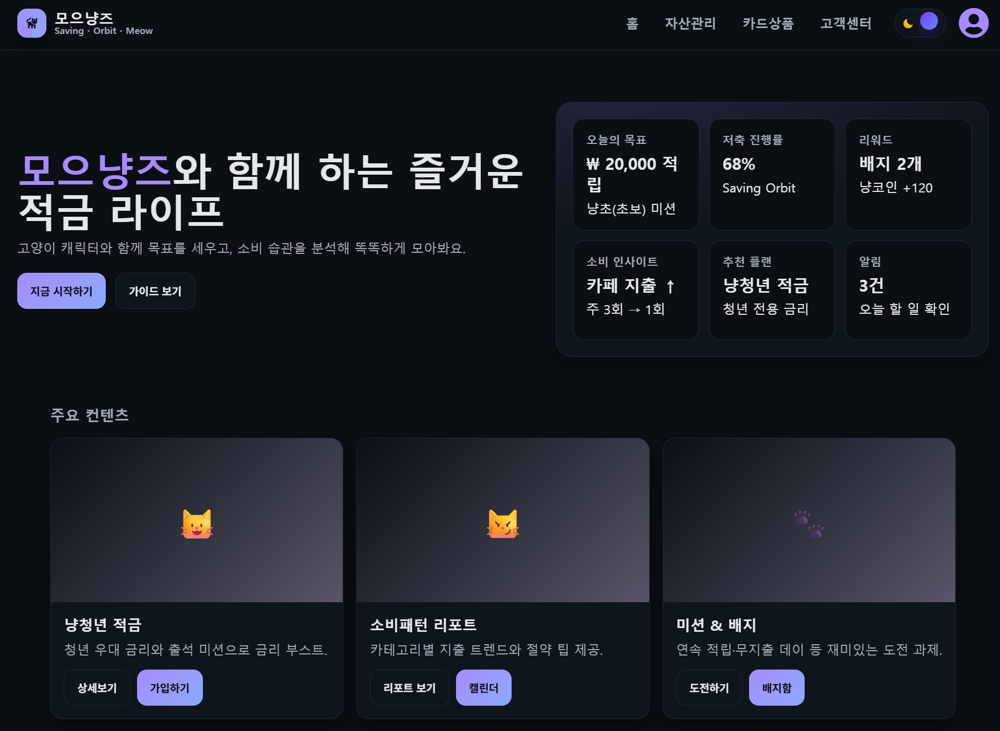 모으냥즈
Saving · Orbit · Meow
홈
자산관리
카드상품
고객센터
모으냥즈와 함께 하는 즐거운
적금 라이프
고양이 캐릭터와 함께 목표를 세우고, 소비 습관을 분석해 똑똑하게 모아봐요.
지금 시작하기
가이드 보기
오늘의 목표
₩ 20,000 적
립
냥초(초보) 미션
저축 진행률
68%
Saving Orbit
리워드
배지 2개
냥코인 +120
소비 인사이트
카페 지출 ↑
주 3회 → 1회
추천 플랜
냥청년 적금
청년 전용 금리
알림
3건
오늘 할 일 확인
주요 컨텐츠
냥청년 적금
청년 우대 금리와 출석 미션으로 금리 부스트.
상세보기
가입하기
소비패턴 리포트
카테고리별 지출 트렌드와 절약 팁 제공.
리포트 보기
캘린더
미션 & 배지
연속 적립·무지출 데이 등 재미있는 도전 과제.
도전하기
배지함